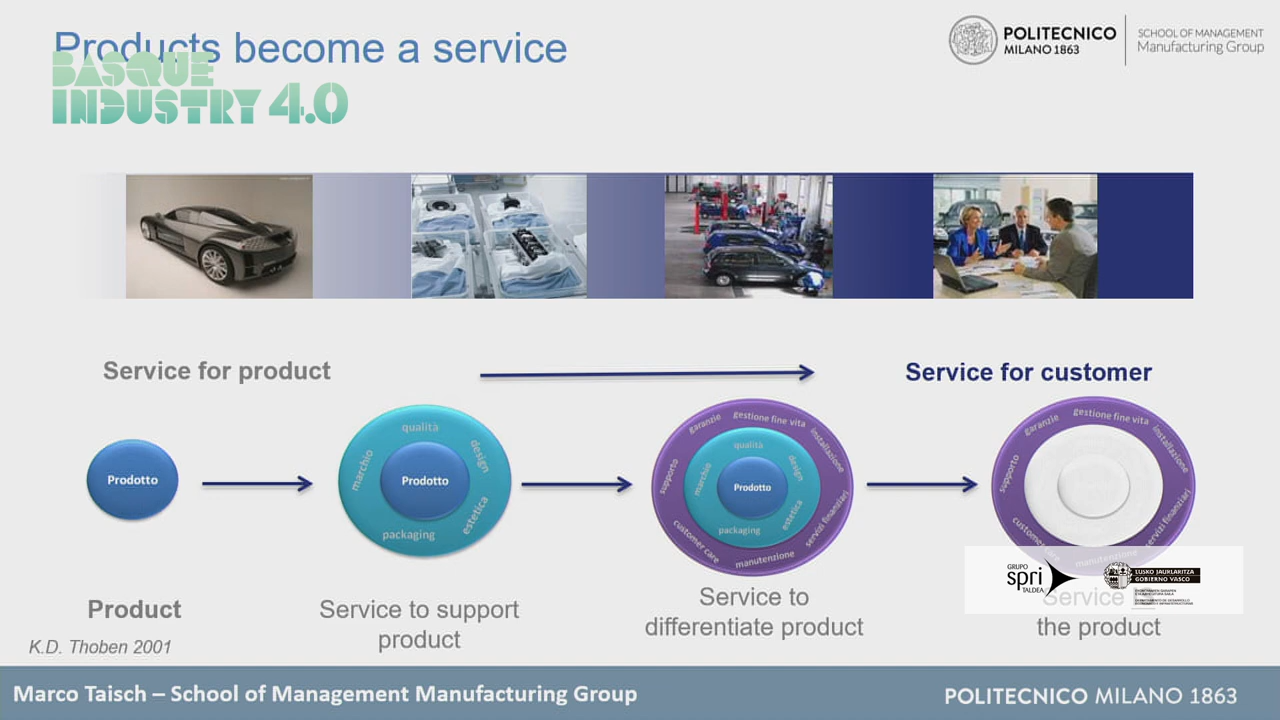 Products become a service
BASQUE
INDUSTRY 4.0
POLITECNICO
MILANO 1863
SCHOOL OF MANAGEMENT
Manufacturing Group
Service for product
Service for customer
Prodotto
qualità
marchio
design
Prodotto
estetica
packaging
garanzie
gestione fine vita
installazione
supporto
qualità
marchio
design
Prodotto
estetica
packaging
servizi finanziari
customer care
manutenzione
garanzie
gestione fine vita
installazione
supporto
servizi finanziari
manutenzione
GRUPO
spri
TALDEA
EUSKO JAURLARITZA
GOBIERNO VASCO
Product
Service to support
product
Service to
differentiate product
Service
the product
K.D. Thoben 2001
Marco Taisch – School of Management Manufacturing Group
POLITECNICO MILANO 1863